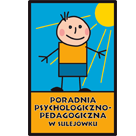 PORADNIA
PSYCHOLOGICZNO-
PEDAGOGICZNA
W SULEJÓWKU